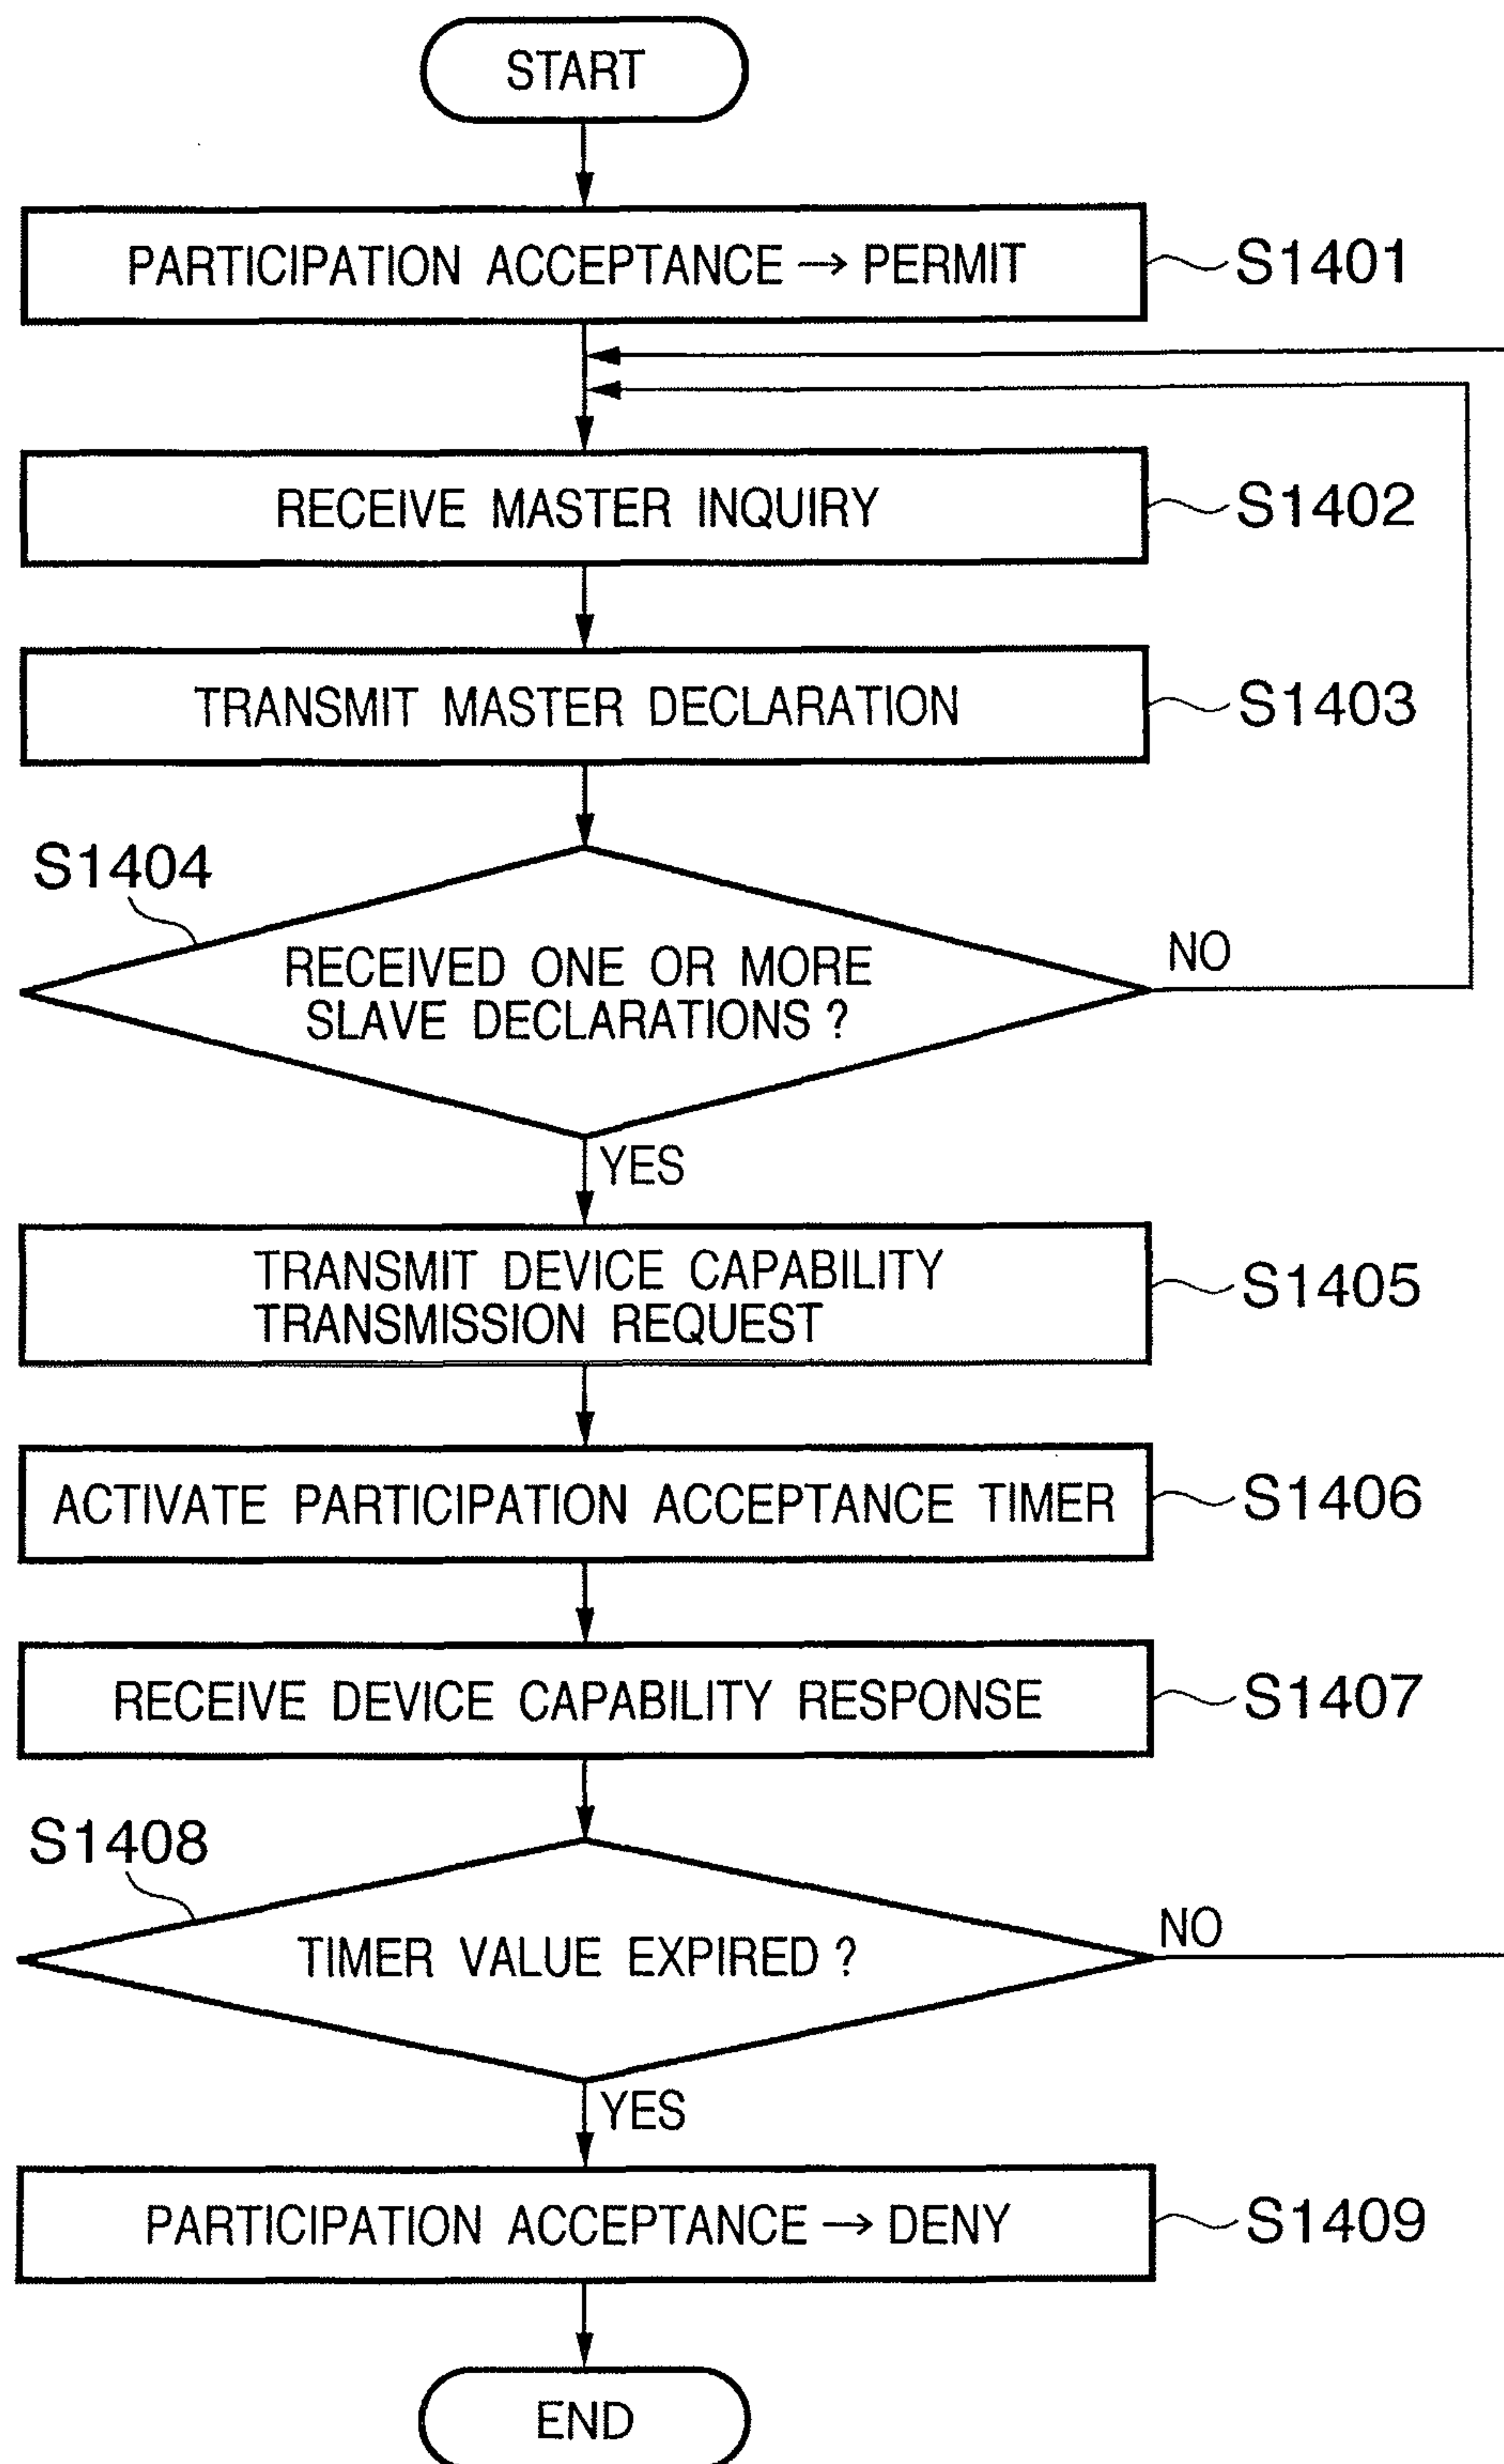 START
PARTICIPATION ACCEPTANCE → PERMIT
S1401
RECEIVE MASTER INQUIRY
S1402
TRANSMIT MASTER DECLARATION
S1403
S1404
RECEIVED ONE OR MORE
SLAVE DECLARATIONS ?
NO
YES
TRANSMIT DEVICE CAPABILITY
TRANSMISSION REQUEST
S1405
ACTIVATE PARTICIPATION ACCEPTANCE TIMER
S1406
RECEIVE DEVICE CAPABILITY RESPONSE
S1407
S1408
TIMER VALUE EXPIRED ?
NO
YES
PARTICIPATION ACCEPTANCE → DENY
S1409
END